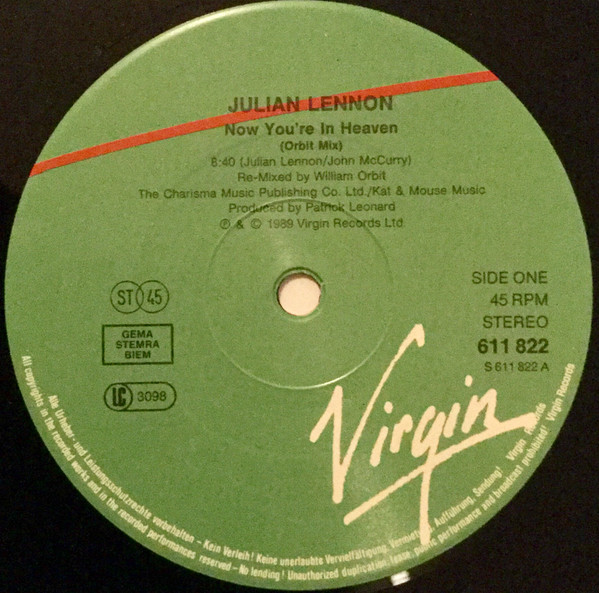 JULIAN LENNON
Now You're In Heaven
(Orbit Mix)
8:40 (Julian Lennon/John McCurry)
Re-Mixed by William Orbit
The Charisma Music Publishing Co. Ltd./Kat & Mouse Music
Produced by Patrick Leonard
℗ & © 1989 Virgin Records Ltd.
ST 45
GEMA
STEMRA
BIEM
LC 3098
SIDE ONE
45 RPM
STEREO
611 822
S 611 822 A
Virgin
Alle Urheber- und Leistungsschutzrechte vorbehalten – Kein Verleih! Keine unerlaubte Vervielfältigung, Vermietung, Aufführung, Sendung! Virgin Records
All copyrights in the recorded works and in the recorded performances reserved – No lending! Unauthorized duplication, lease, public performance and broadcast prohibited! Virgin Records